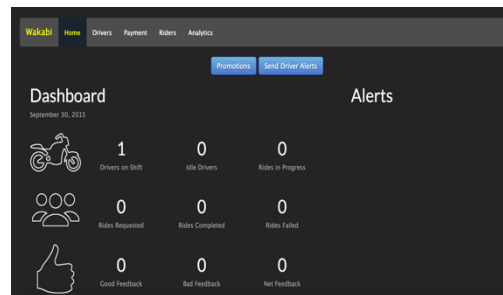 Wakabi Home Drivers Payment Riders Analytics
Promotions Send Driver Alerts
Dashboard
September 30, 2015
Alerts
1 0 0
Drivers on Shift Idle Drivers Rides in Progress
0 0 0
Rides Requested Rides Completed Rides Failed
0 0 0
Good Feedback Bad Feedback Net Feedback